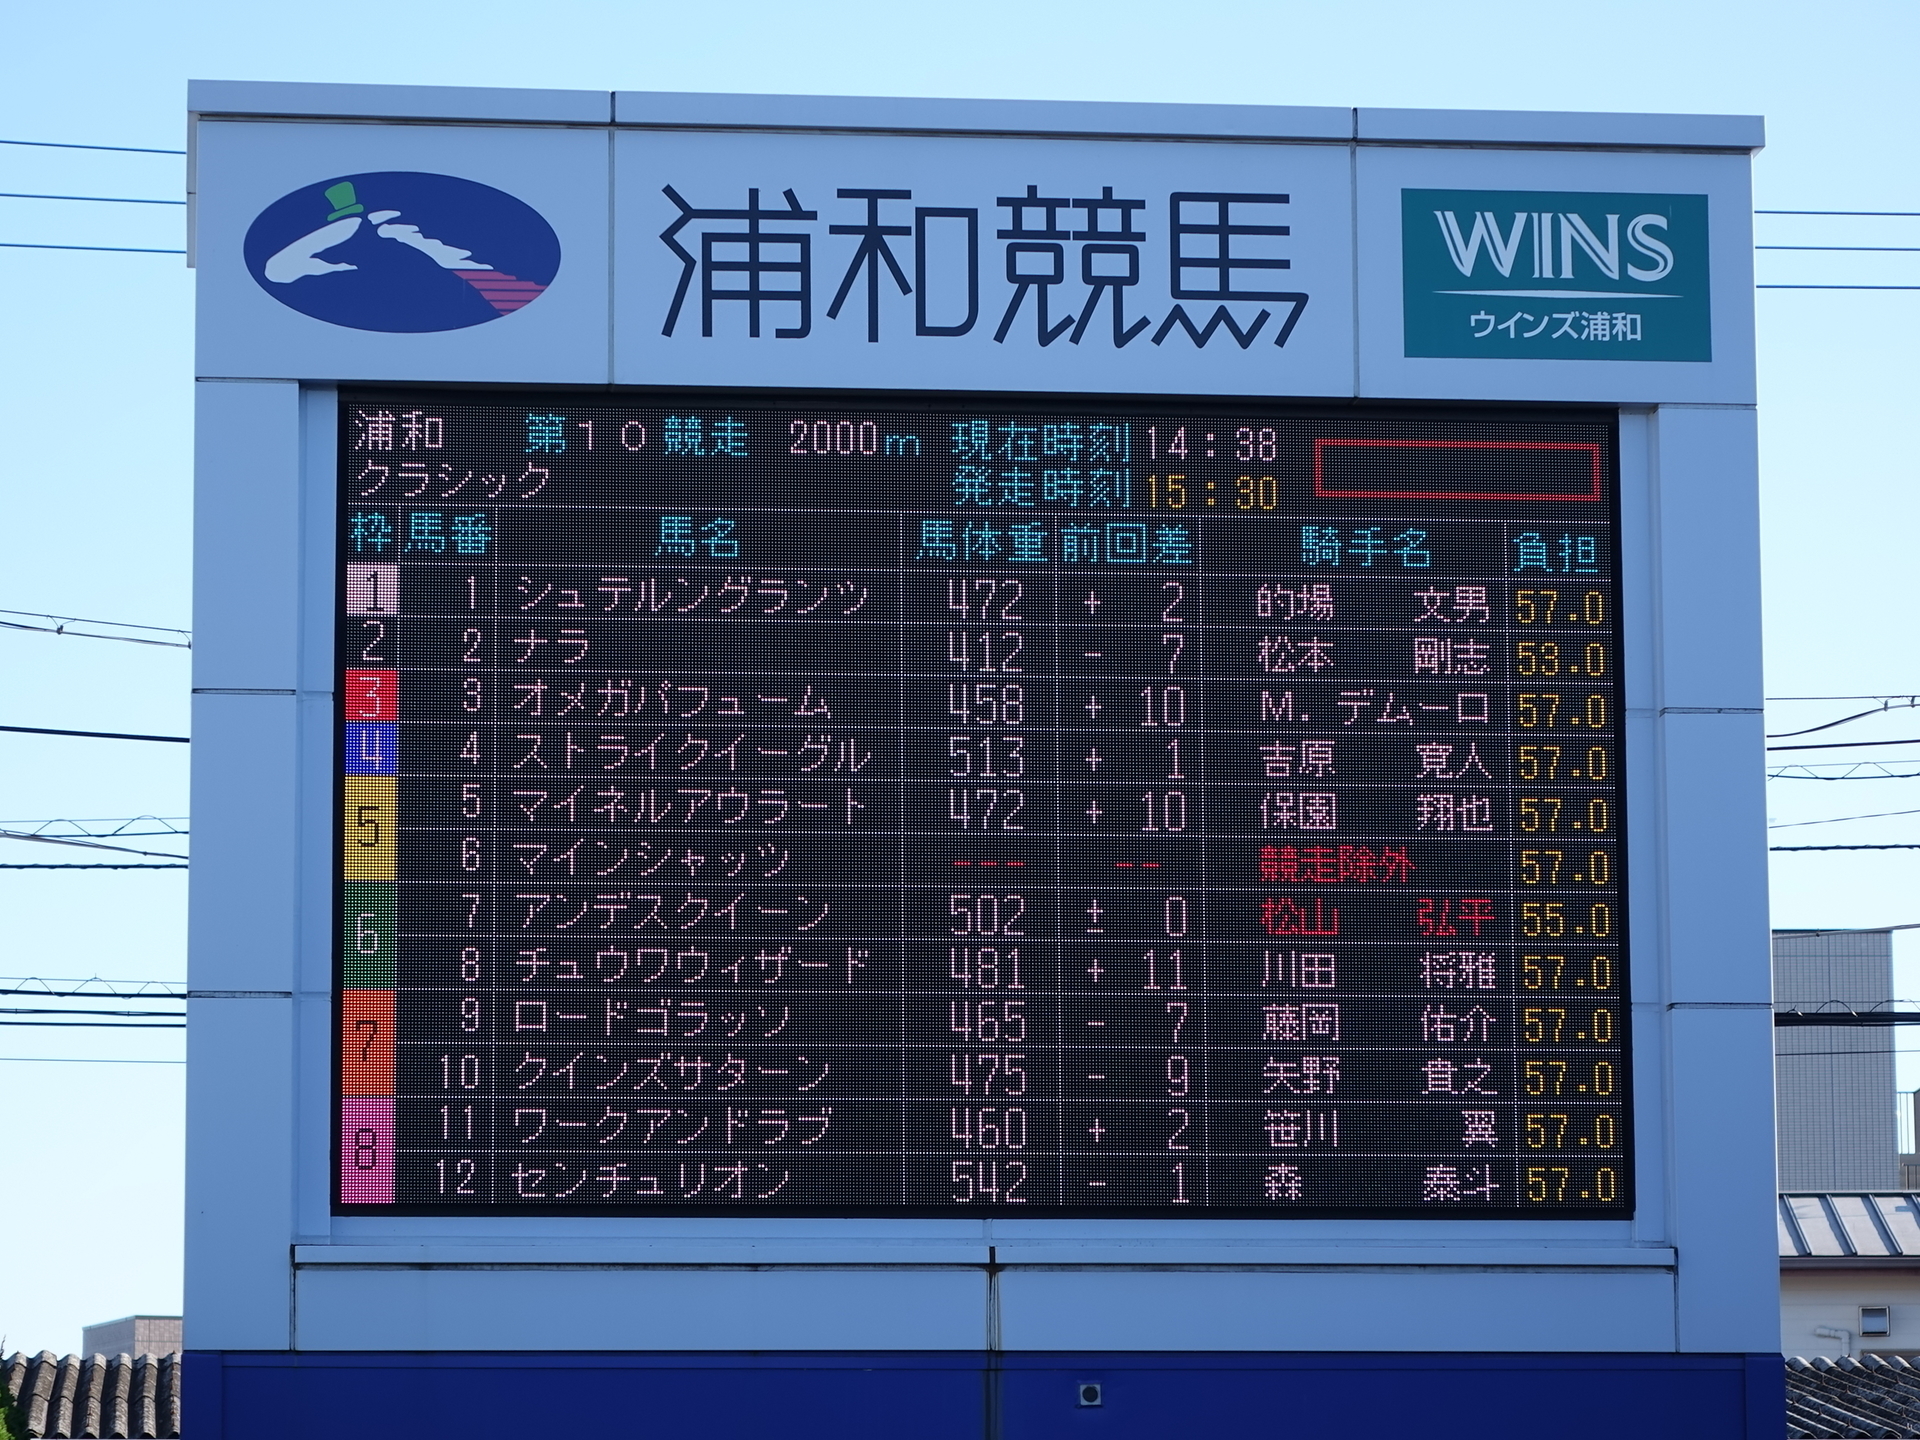 浦和競馬
WINS
ウインズ浦和
浦和 第10競走 2000m 現在時刻 14:38
クラシック 発走時刻 15:30
枠 馬番 馬名 馬体重 前回差 騎手名 負担
1 1 シュテルングランツ 472 + 2 的場 文男 57.0
2 2 ナラ 412 - 7 松本 剛志 53.0
3 3 オメガパフューム 458 + 10 M.デムーロ 57.0
4 4 ストライクイーグル 513 + 1 吉原 寛人 57.0
5 5 マイネルアウラート 472 + 10 保園 翔也 57.0
6 マインシャッツ --- -- 競走除外 57.0
6 7 アンデスクイーン 502 ± 0 松山 弘平 55.0
8 チュウワウィザード 481 + 11 川田 将雅 57.0
7 9 ロードゴラッソ 465 - 7 藤岡 佑介 57.0
10 クインズサターン 475 - 9 矢野 貴之 57.0
8 11 ワークアンドラブ 460 + 2 笹川 翼 57.0
12 センチュリオン 542 - 1 森 泰斗 57.0